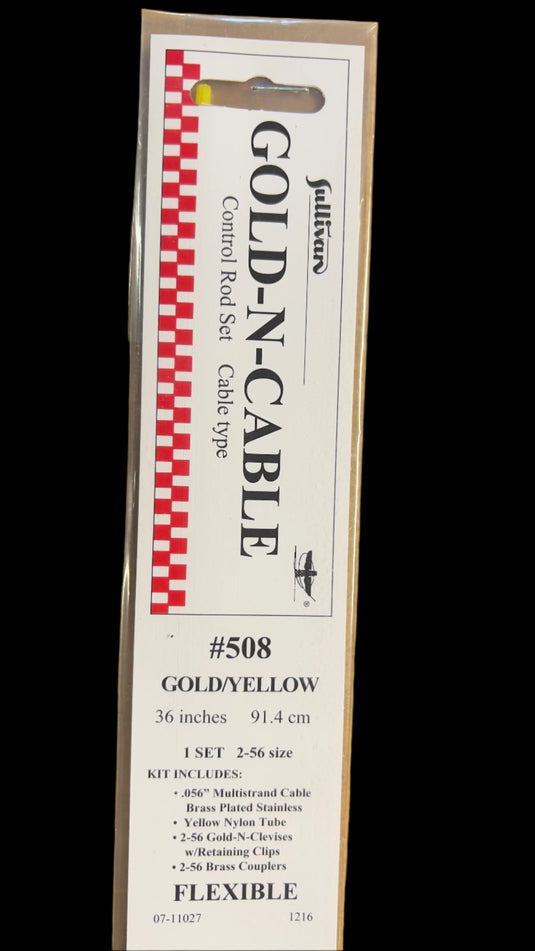 Sullivan
GOLD-N-CABLE
Control Rod Set Cable type
®
#508
GOLD/YELLOW
36 inches 91.4 cm
1 SET 2-56 size
KIT INCLUDES:
• .056” Multistrand Cable
Brass Plated Stainless
• Yellow Nylon Tube
• 2-56 Gold-N-Clevises
w/Retaining Clips
• 2-56 Brass Couplers
FLEXIBLE
07-11027 1216